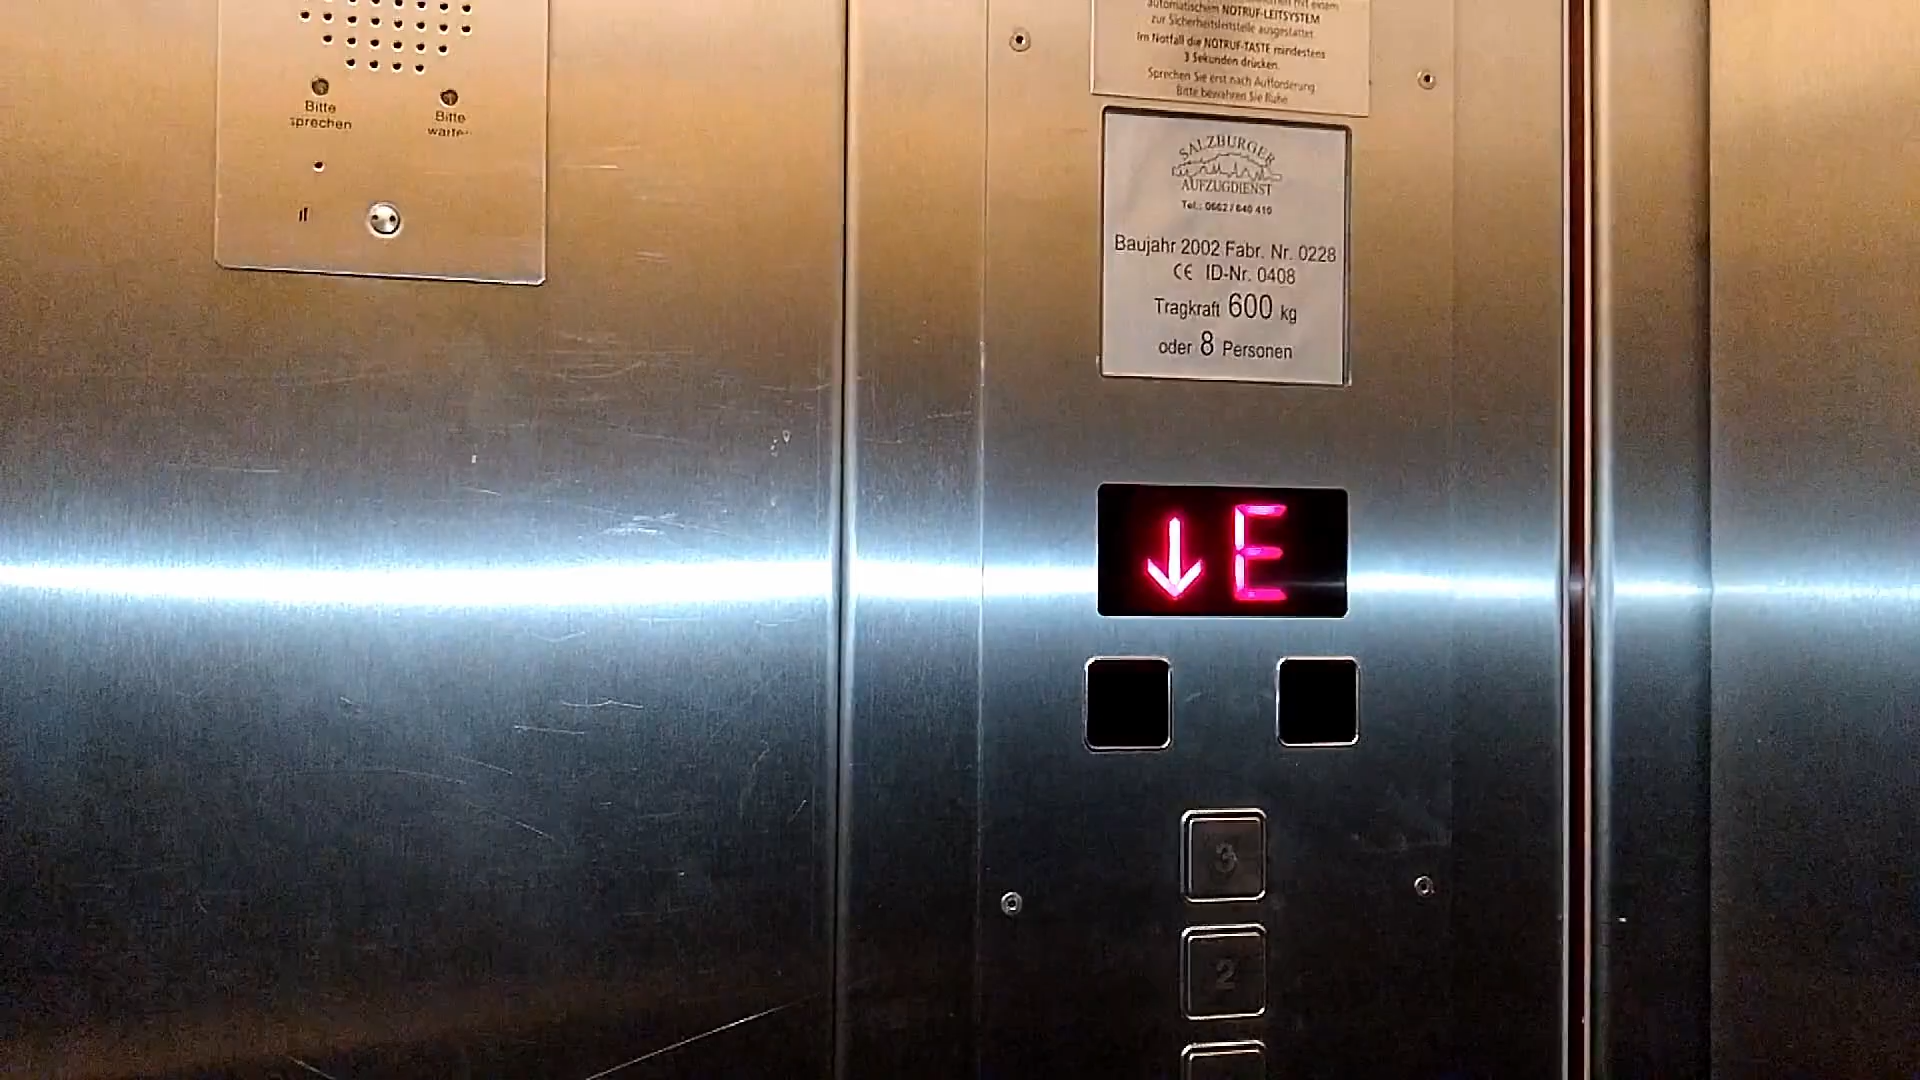 Bitte
sprechen
Bitte
automatischem NOTRUF-LEITSYSTEM
zur Sicherheitsleitstelle ausgestattet.
Im Notfall die NOTRUF-TASTE mindestens
3 Sekunden drücken.
Sprechen Sie erst nach Aufforderung
Bitte bewahren Sie Ruhe
SALZBURGER
AUFZUGDIENST
Tel.: 0662 / 640 410
Baujahr 2002 Fabr. Nr. 0228
CE ID-Nr. 0408
Tragkraft 600 kg
oder 8 Personen
↓ E
3
2